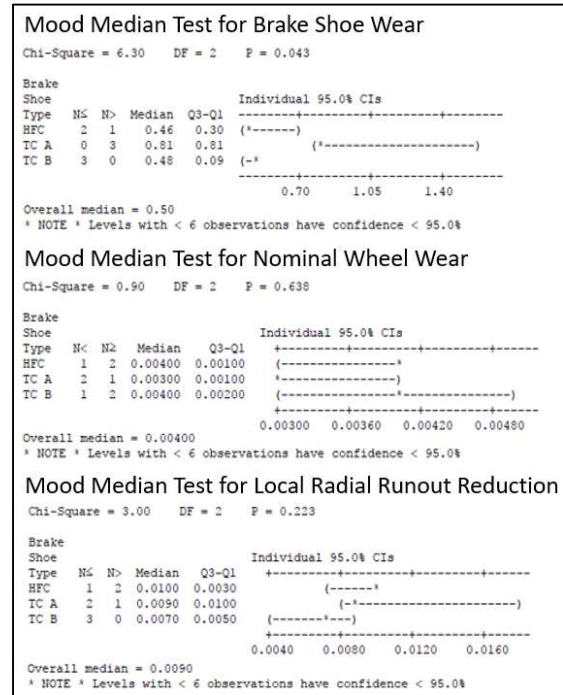 Mood Median Test for Brake Shoe Wear
Chi-Square = 6.30    DF = 2    P = 0.043
Brake
Shoe                             Individual 95.0% CIs
Type  N≤  N>  Median  Q3-Q1  --------+---------+---------+--------
HFC    2   1    0.46   0.30  (*------)
TC A   0   3    0.81   0.81            (*---------------------)
TC B   3   0    0.48   0.09  (-*
                             --------+---------+---------+--------
                                  0.70      1.05      1.40
Overall median = 0.50
* NOTE * Levels with < 6 observations have confidence < 95.0%
Mood Median Test for Nominal Wheel Wear
Chi-Square = 0.90    DF = 2    P = 0.638
Brake
Shoe                              Individual 95.0% CIs
Type  N<  N≥   Median    Q3-Q1   +---------+---------+---------+------
HFC    1   2  0.00400  0.00100   (----------------*
TC A   2   1  0.00300  0.00100   *----------------)
TC B   1   2  0.00400  0.00200   (----------------*---------------)
                                 +---------+---------+---------+------
                              0.00300   0.00360   0.00420   0.00480
Overall median = 0.00400
* NOTE * Levels with < 6 observations have confidence < 95.0%
Mood Median Test for Local Radial Runout Reduction
Chi-Square = 3.00    DF = 2    P = 0.223
Brake
Shoe                             Individual 95.0% CIs
Type  N≤  N>  Median   Q3-Q1   +---------+---------+---------+------
HFC    1   2  0.0100  0.0030          (------*
TC A   2   1  0.0090  0.0100            (-*---------------------)
TC B   3   0  0.0070  0.0050   (-------*---)
                               +---------+---------+---------+------
                            0.0040    0.0080    0.0120    0.0160
Overall median = 0.0090
* NOTE * Levels with < 6 observations have confidence < 95.0%